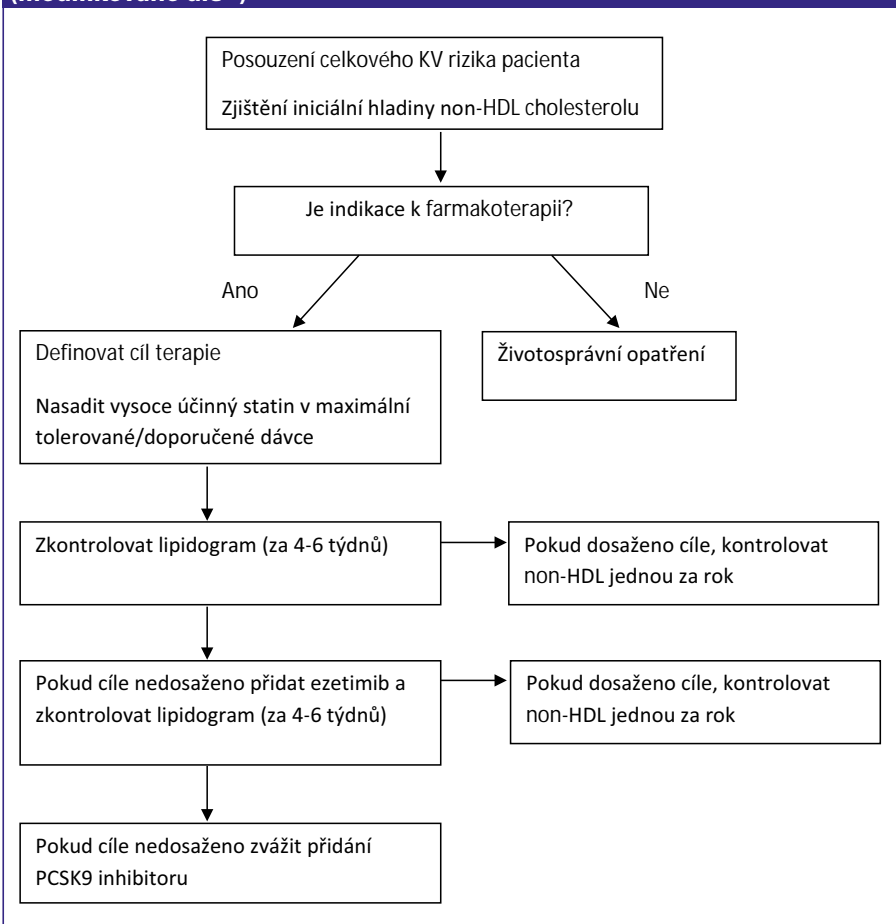 Posouzení celkového KV rizika pacienta
Zjištění iniciální hladiny non-HDL cholesterolu
Je indikace k farmakoterapii?
Ano
Ne
Definovat cíl terapie
Nasadit vysoce účinný statin v maximální
tolerované/doporučené dávce
Životosprávní opatření
Zkontrolovat lipidogram (za 4-6 týdnů)
Pokud dosaženo cíle, kontrolovat
non-HDL jednou za rok
Pokud cíle nedosaženo přidat ezetimib a
zkontrolovat lipidogram (za 4-6 týdnů)
Pokud dosaženo cíle, kontrolovat
non-HDL jednou za rok
Pokud cíle nedosaženo zvážit přidání
PCSK9 inhibitoru